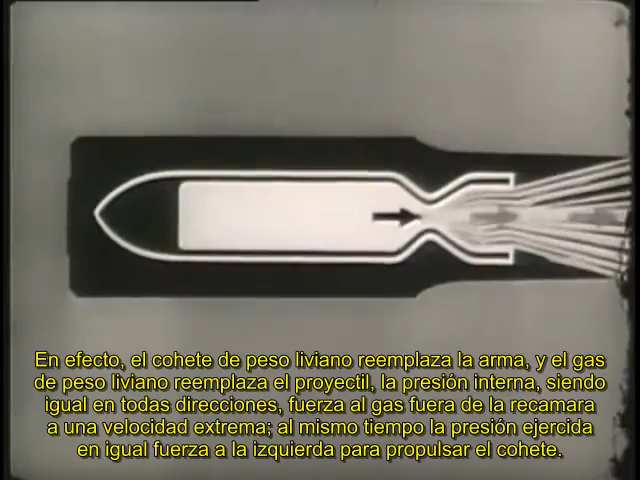 En efecto, el cohete de peso liviano reemplaza la arma, y el gas
de peso liviano reemplaza el proyectil, la presión interna, siendo
igual en todas direcciones, fuerza al gas fuera de la recamara
a una velocidad extrema; al mismo tiempo la presión ejercida
en igual fuerza a la izquierda para propulsar el cohete.